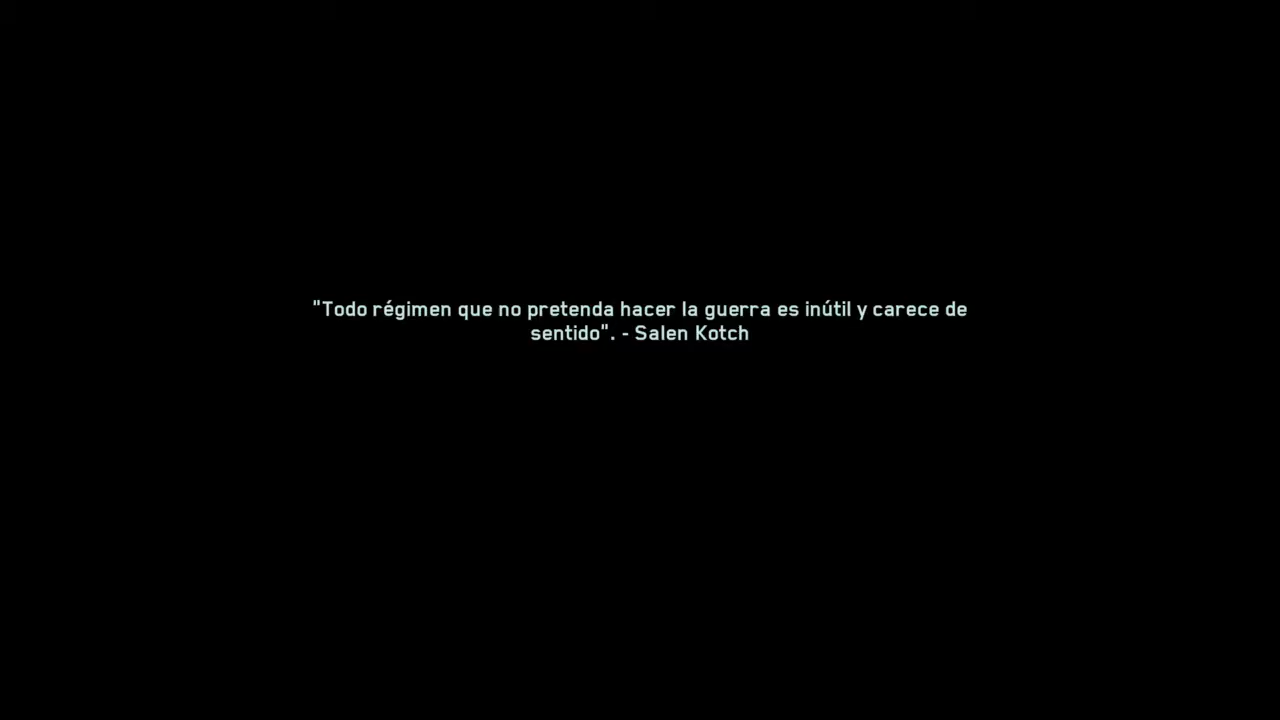 "Todo régimen que no pretenda hacer la guerra es inútil y carece de
sentido". - Salen Kotch